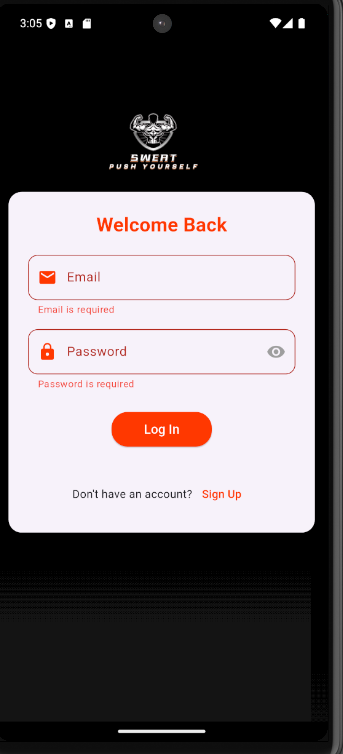 3:05
SWEAT
PUSH YOURSELF
Welcome Back
Email
Email is required
Password
Password is required
Log In
Don't have an account? Sign Up